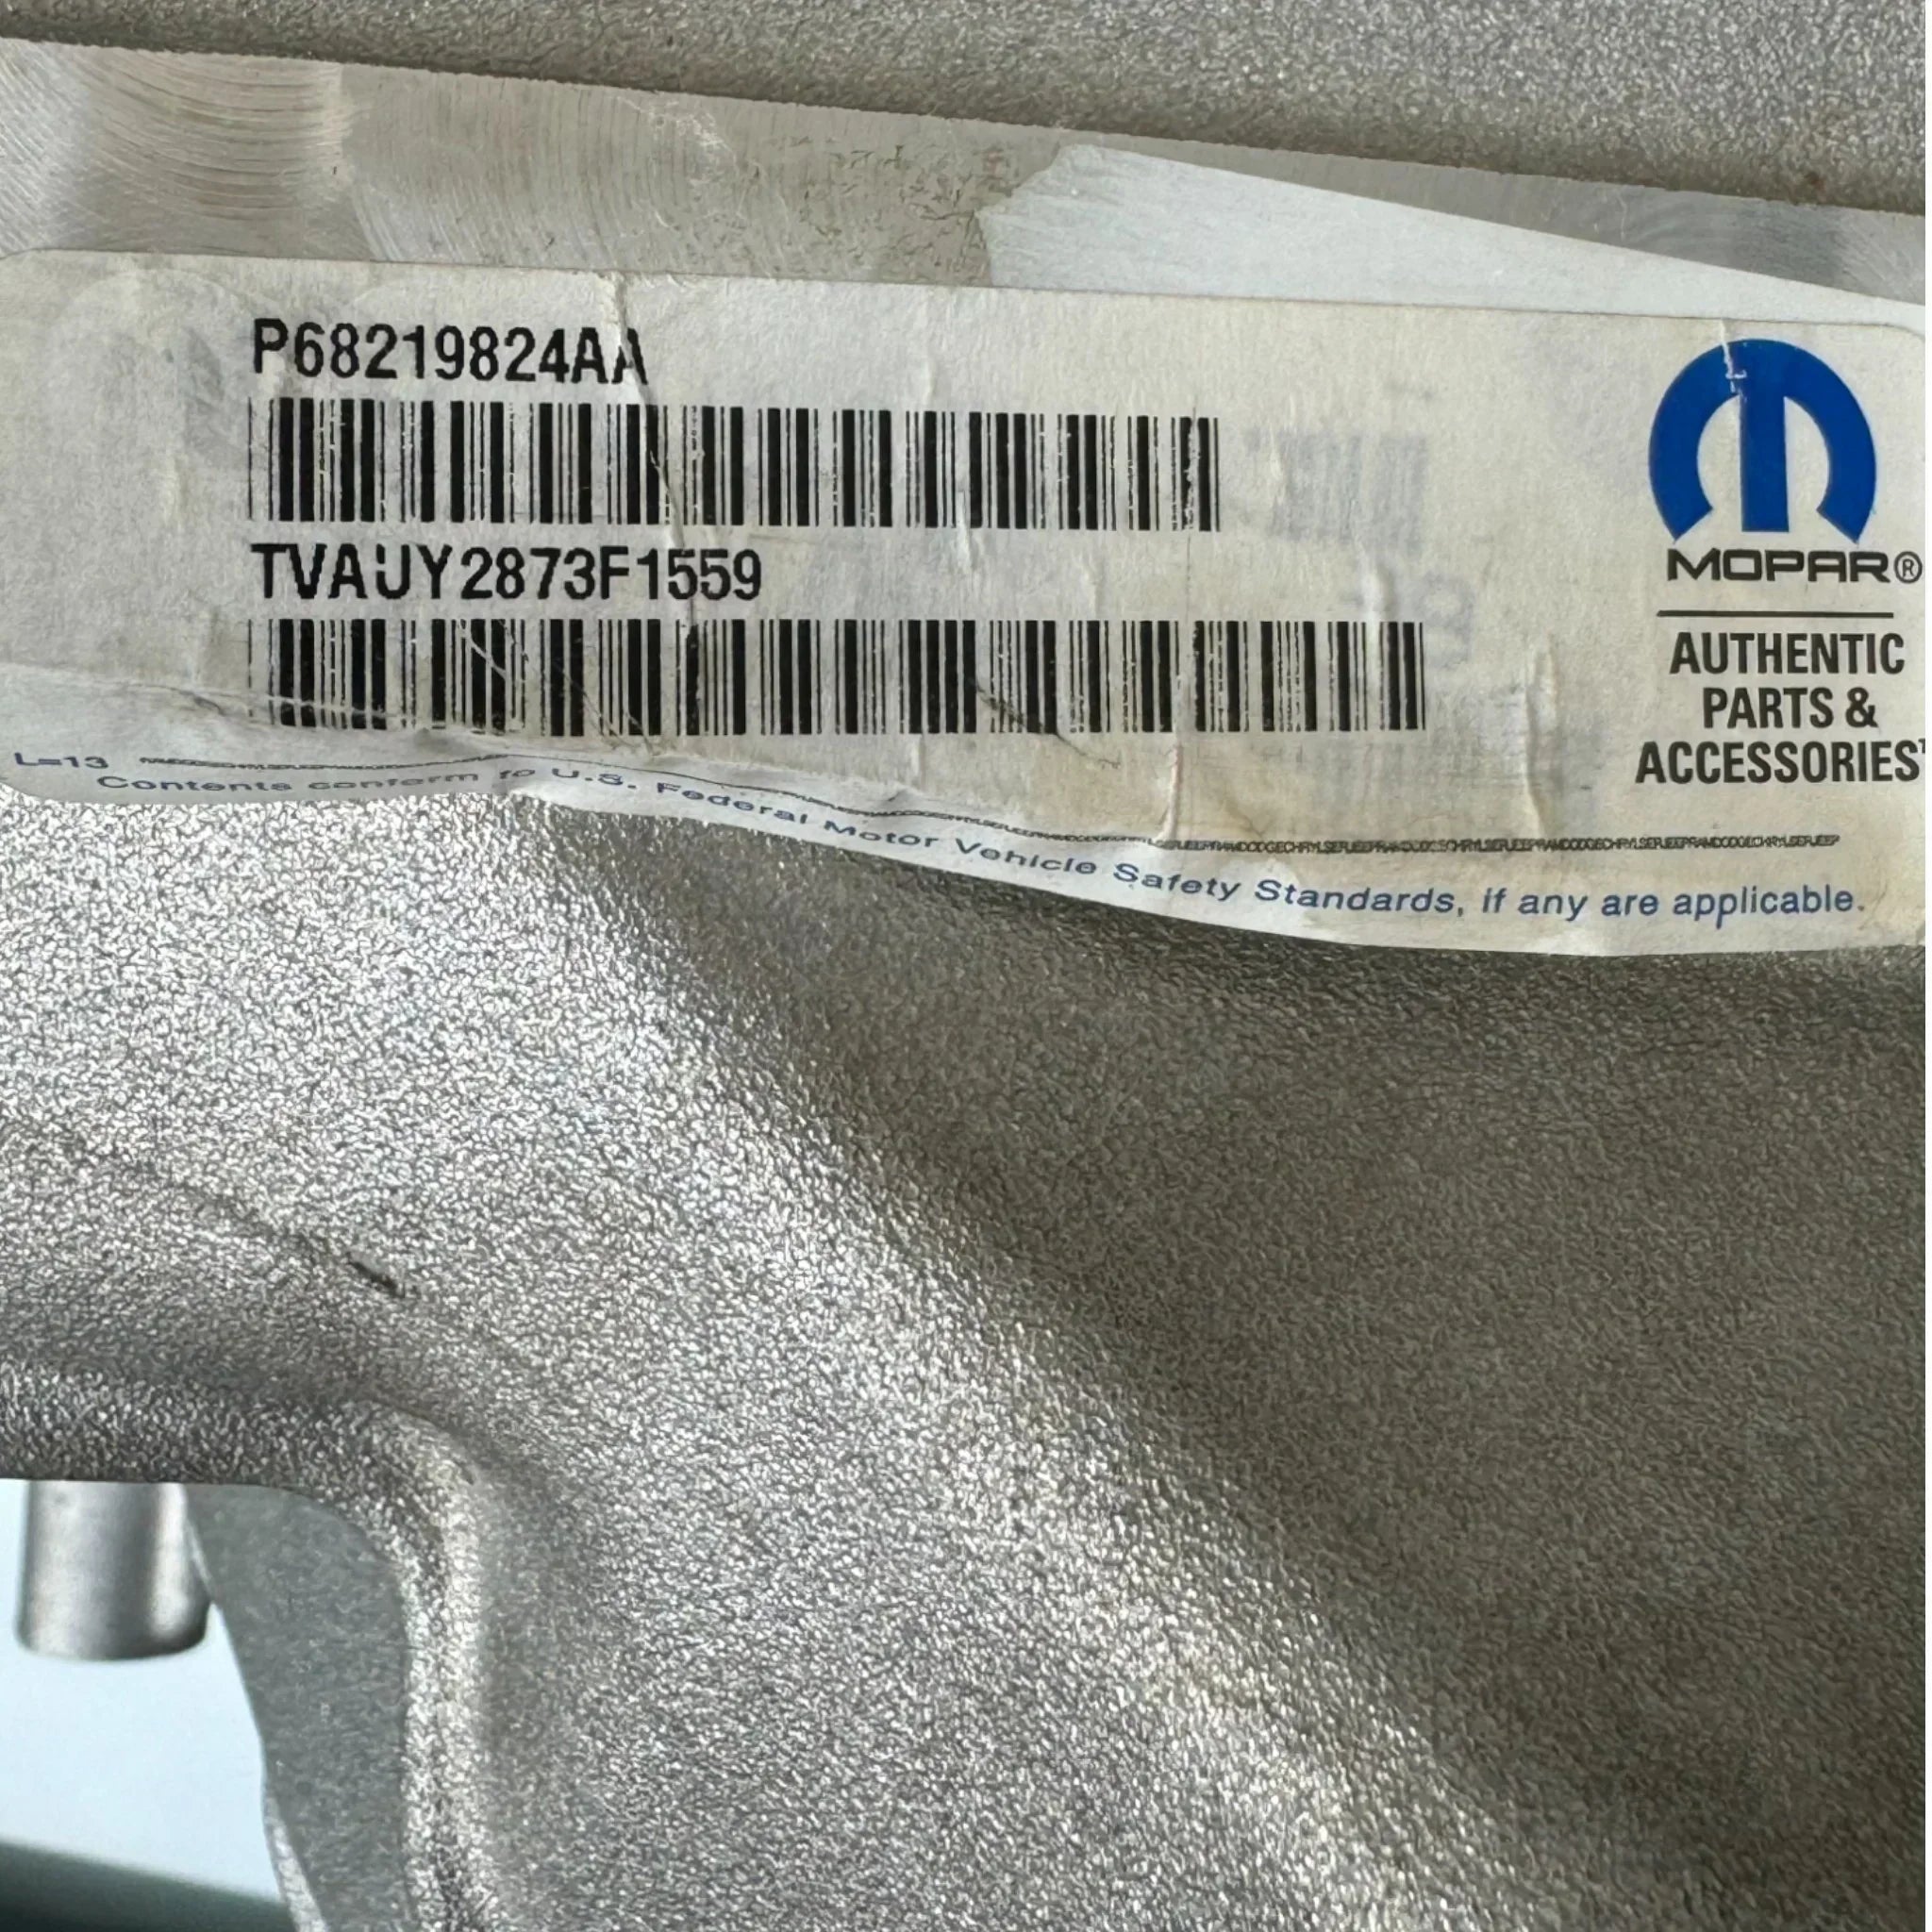 P68219824AA
TVAUY2873F1559
MOPAR®
AUTHENTIC
PARTS &
ACCESSORIES
L=13
Contents conform to U.S. Federal Motor Vehicle Safety Standards, if any are applicable.